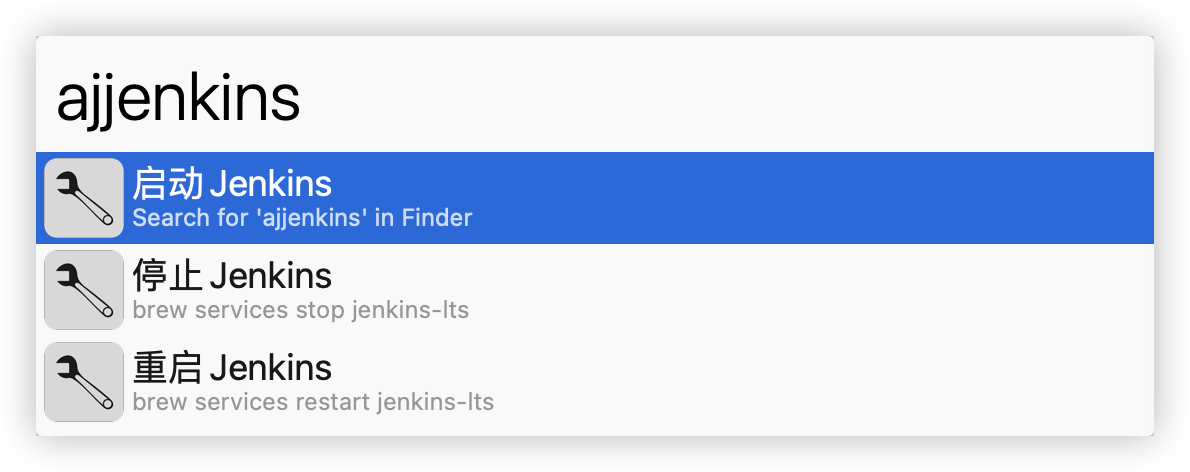 ajjenkins
启动 Jenkins
Search for 'ajjenkins' in Finder
停止 Jenkins
brew services stop jenkins-lts
重启 Jenkins
brew services restart jenkins-lts